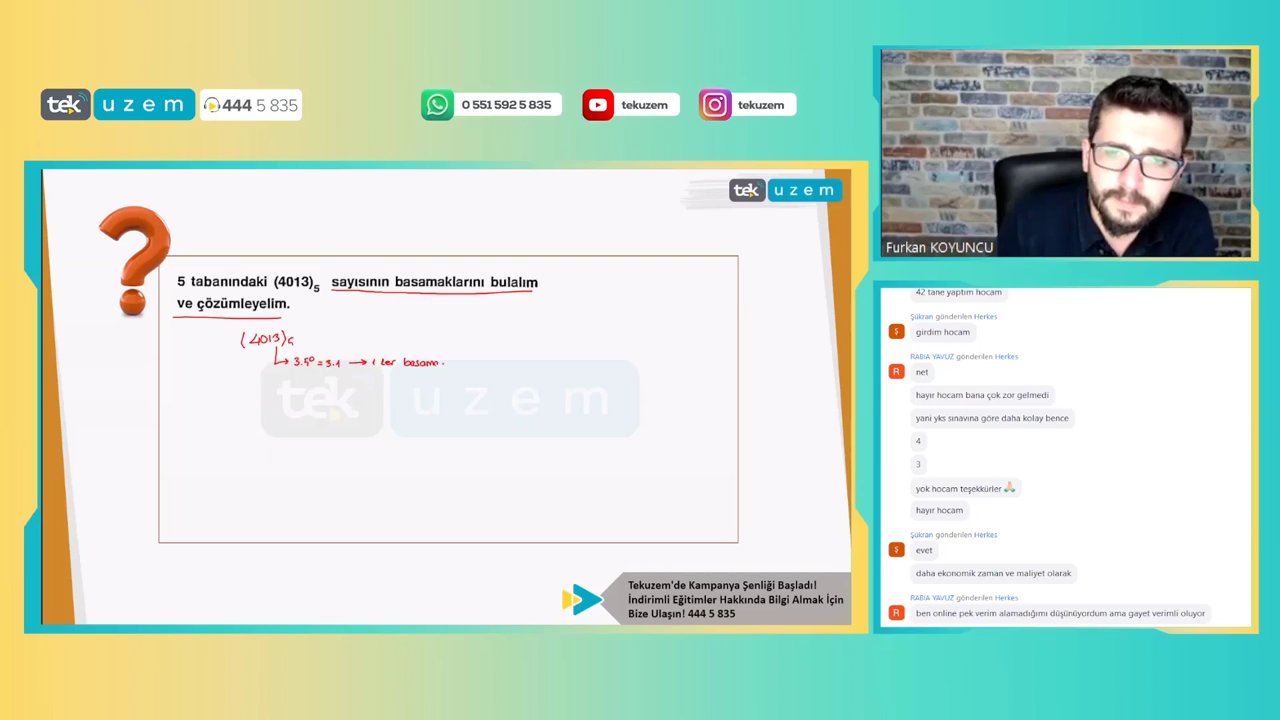 tek uzem 444 5 835
0 551 592 5 835
tekuzem
tekuzem
tek uzem
5 tabanındaki (4013)5 sayısının basamaklarını bulalım
ve çözümleyelim.
(4013)5
3.5⁰ = 3.1 → 1 ler basama
tek uzem
Tekuzem'de Kampanya Şenliği Başladı!
İndirimli Eğitimler Hakkında Bilgi Almak İçin
Bize Ulaşın! 444 5 835
Furkan KOYUNCU
42 tane yaptım hocam
Şükran gönderilen Herkes
Ş girdim hocam
RABIA YAVUZ gönderilen Herkes
R net
hayır hocam bana çok zor gelmedi
yani yks sınavına göre daha kolay bence
4
3
yok hocam teşekkürler 🙏🏻
hayır hocam
Şükran gönderilen Herkes
Ş evet
daha ekonomik zaman ve maliyet olarak
RABIA YAVUZ gönderilen Herkes
R ben online pek verim alamadığımı düşünüyordum ama gayet verimli oluyor